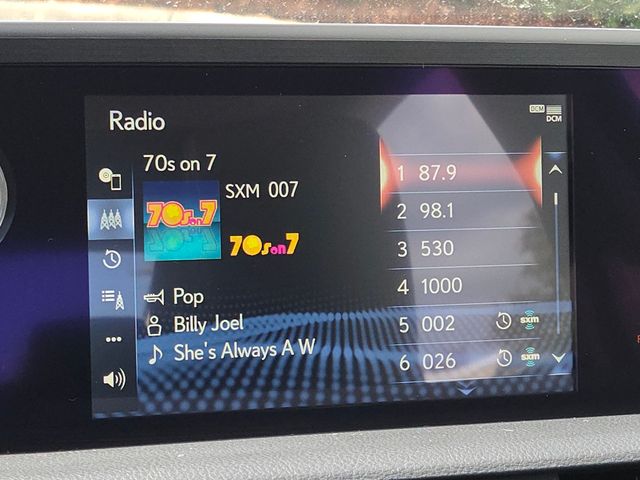 Radio
DCM
DCM
70s on 7
70s on 7
SXM 007
70s on 7
Pop
Billy Joel
She's Always A W
1 87.9
2 98.1
3 530
4 1000
5 002 sxm
6 026 sxm